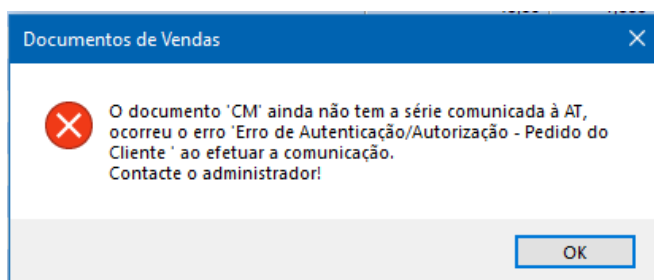 Documentos de Vendas
O documento 'CM' ainda não tem a série comunicada à AT,
ocorreu o erro 'Erro de Autenticação/Autorização - Pedido do
Cliente ' ao efetuar a comunicação.
Contacte o administrador!
OK